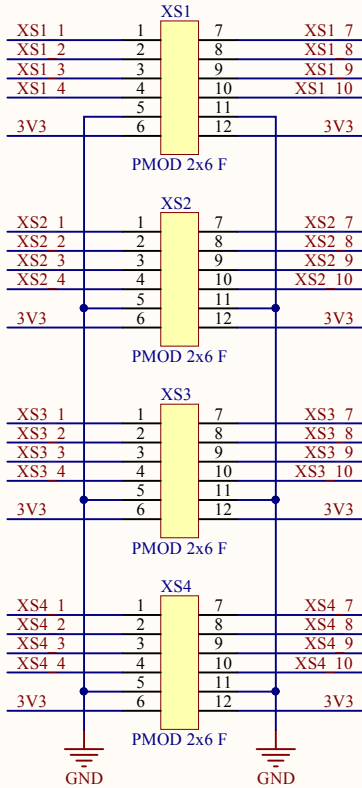 XS1
XS1_1 1 7 XS1_7
XS1_2 2 8 XS1_8
XS1_3 3 9 XS1_9
XS1_4 4 10 XS1_10
5 11
3V3 6 12 3V3
PMOD 2x6 F
XS2
XS2_1 1 7 XS2_7
XS2_2 2 8 XS2_8
XS2_3 3 9 XS2_9
XS2_4 4 10 XS2_10
5 11
3V3 6 12 3V3
PMOD 2x6 F
XS3
XS3_1 1 7 XS3_7
XS3_2 2 8 XS3_8
XS3_3 3 9 XS3_9
XS3_4 4 10 XS3_10
5 11
3V3 6 12 3V3
PMOD 2x6 F
XS4
XS4_1 1 7 XS4_7
XS4_2 2 8 XS4_8
XS4_3 3 9 XS4_9
XS4_4 4 10 XS4_10
5 11
3V3 6 12 3V3
PMOD 2x6 F
GND GND